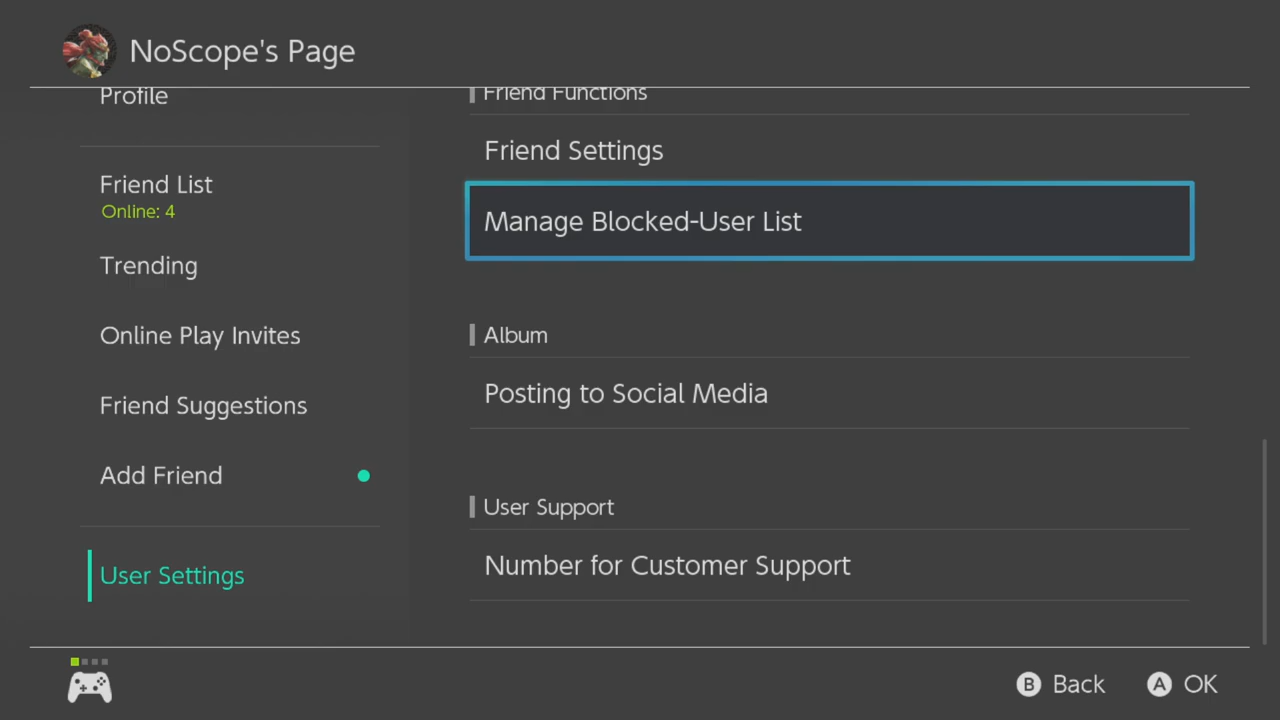 NoScope's Page
Profile
Friend List
Online: 4
Trending
Online Play Invites
Friend Suggestions
Add Friend
User Settings
Friend Functions
Friend Settings
Manage Blocked-User List
Album
Posting to Social Media
User Support
Number for Customer Support
B Back
A OK